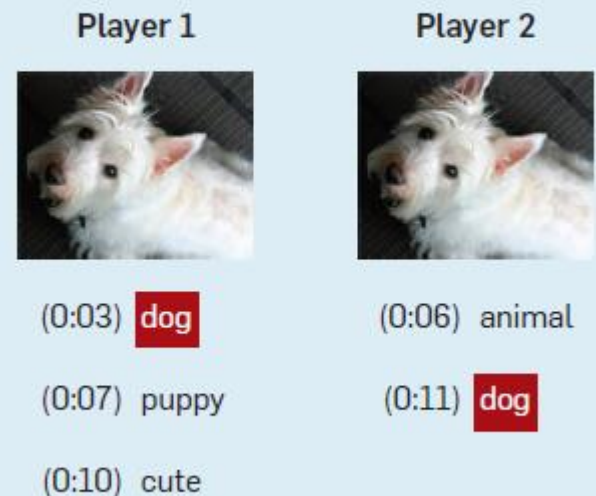 Player 1
Player 2
(0:03) dog
(0:06) animal
(0:07) puppy
(0:11) dog
(0:10) cute